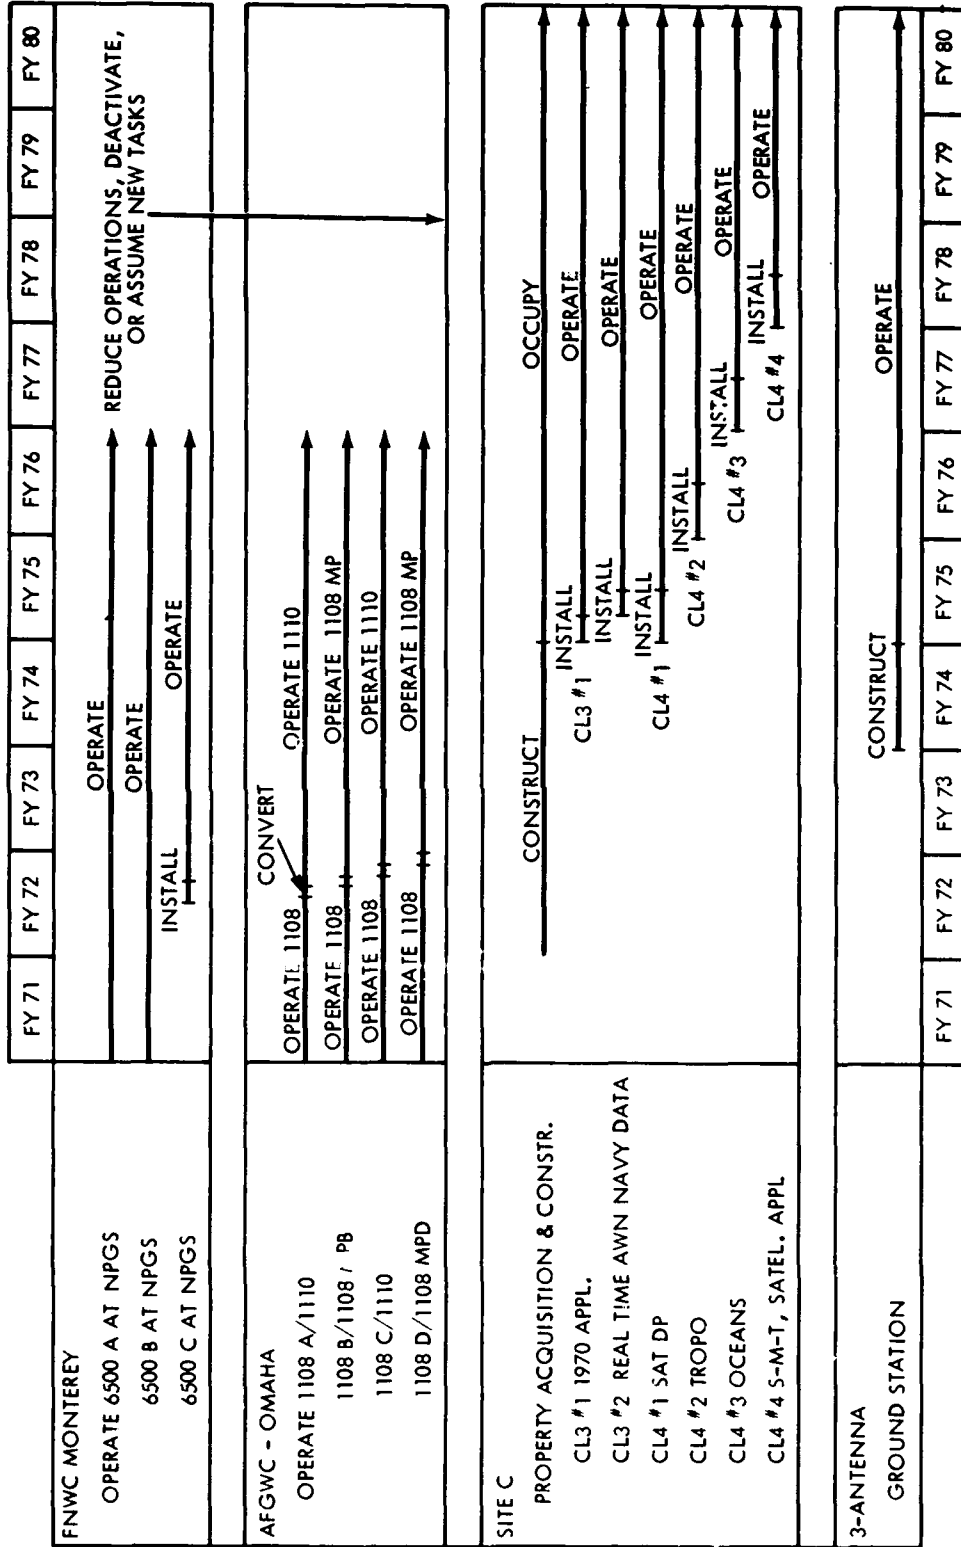 FY 71 FY 72 FY 73 FY 74 FY 75 FY 76 FY 77 FY 78 FY 79 FY 80
FNWC MONTEREY
OPERATE 6500 A AT NPGS
OPERATE
REDUCE OPERATIONS, DEACTIVATE,
OR ASSUME NEW TASKS
6500 B AT NPGS
OPERATE
6500 C AT NPGS
INSTALL
OPERATE
AFGWC - OMAHA
CONVERT
OPERATE 1108 A/1110
OPERATE 1108
OPERATE 1110
1108 B/1108 / PB
OPERATE 1108
OPERATE 1108 MP
1108 C/1110
OPERATE 1108
OPERATE 1110
1108 D/1108 MPD
OPERATE 1108
OPERATE 1108 MP
SITE C
PROPERTY ACQUISITION & CONSTR.
CONSTRUCT
OCCUPY
CL3 #1 1970 APPL.
CL3 #1
INSTALL
OPERATE
CL3 #2 REAL TIME AWN NAVY DATA
INSTALL
OPERATE
CL4 #1 SAT DP
CL4 #1
INSTALL
OPERATE
CL4 #2 TROPO
CL4 #2
INSTALL
OPERATE
CL4 #3 OCEANS
CL4 #3
INSTALL
OPERATE
CL4 #4 S-M-T, SATEL. APPL
CL4 #4
INSTALL
OPERATE
3-ANTENNA
GROUND STATION
CONSTRUCT
OPERATE
FY 71 FY 72 FY 73 FY 74 FY 75 FY 76 FY 77 FY 78 FY 79 FY 80